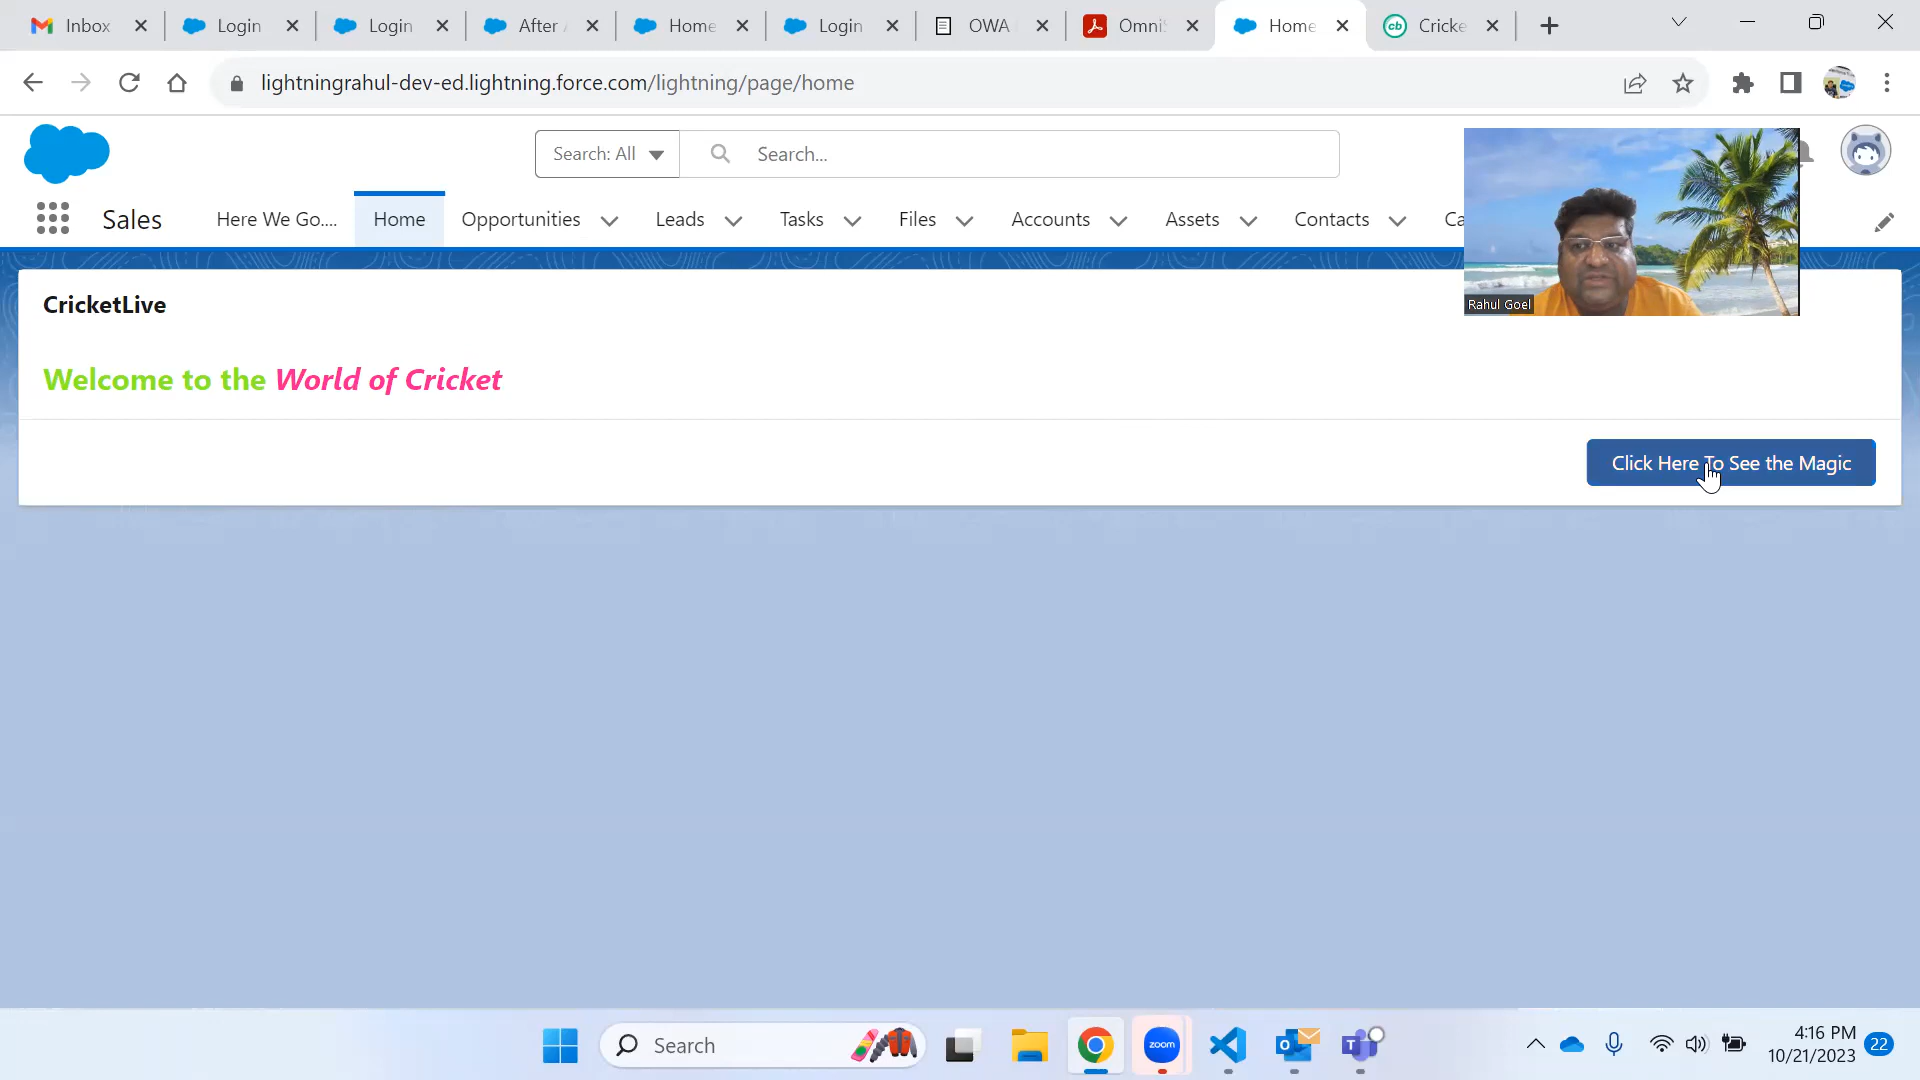 Inbox
Login
Login
After
Home
Login
OWA
Omni
Home
Cricke
cb
lightningrahul-dev-ed.lightning.force.com/lightning/page/home
Search: All
Search...
Sales
Here We Go....
Home
Opportunities
Leads
Tasks
Files
Accounts
Assets
Contacts
Ca
Rahul Goel
CricketLive
Welcome to the World of Cricket
Click Here To See the Magic
Search
zoom
4:16 PM
10/21/2023
22